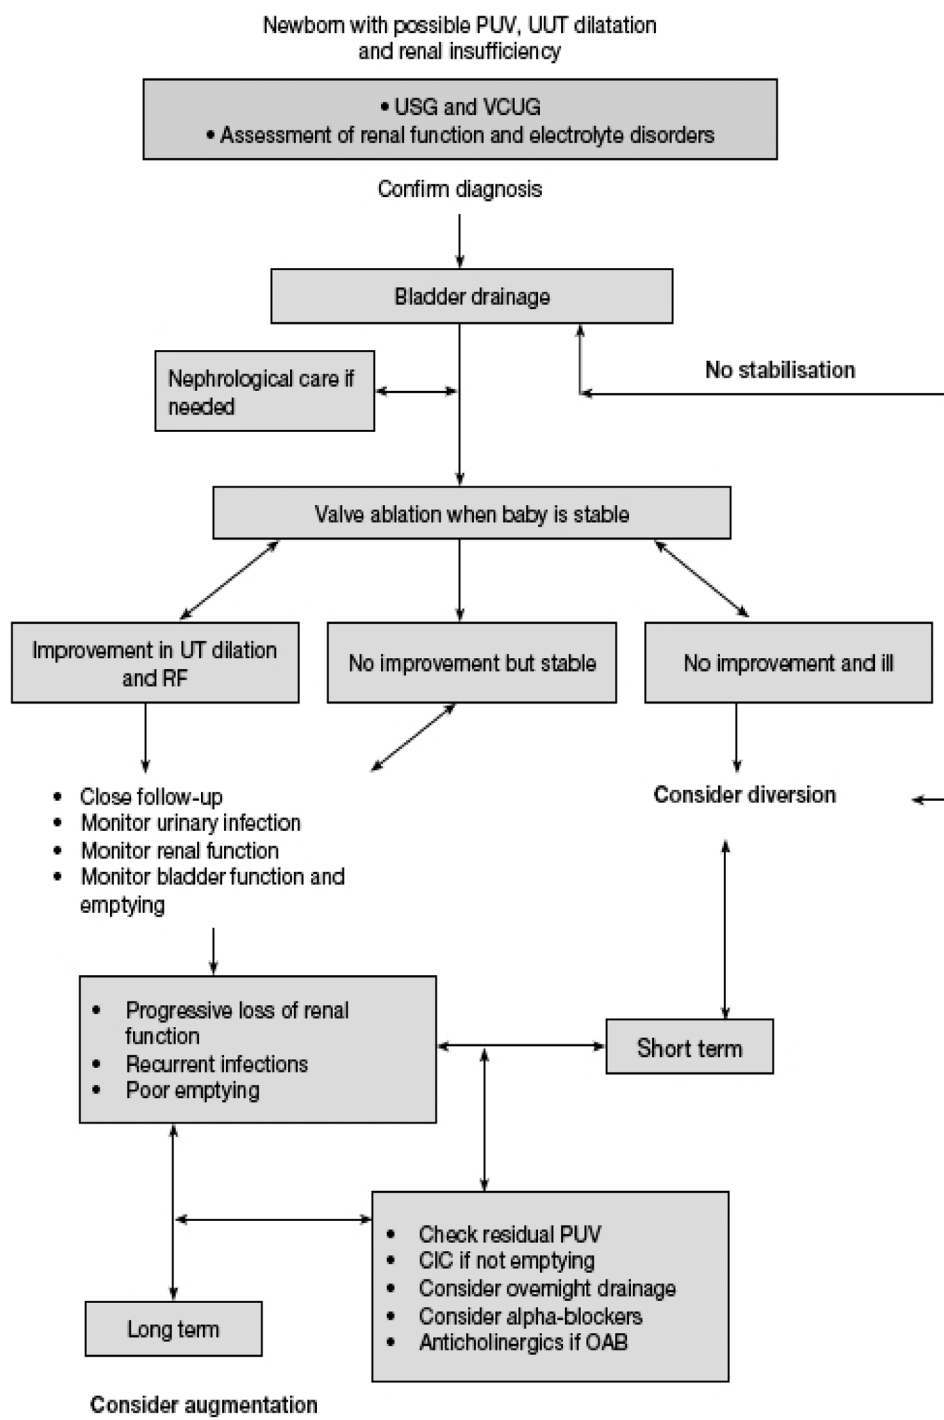 Newborn with possible PUV, UUT dilatation
and renal insufficiency
• USG and VCUG
• Assessment of renal function and electrolyte disorders
Confirm diagnosis
Bladder drainage
No stabilisation
Nephrological care if
needed
Valve ablation when baby is stable
Improvement in UT dilation
and RF
No improvement but stable
No improvement and ill
• Close follow-up
• Monitor urinary infection
• Monitor renal function
• Monitor bladder function and
emptying
Consider diversion
• Progressive loss of renal
function
• Recurrent infections
• Poor emptying
Short term
• Check residual PUV
• CIC if not emptying
• Consider overnight drainage
• Consider alpha-blockers
• Anticholinergics if OAB
Long term
Consider augmentation